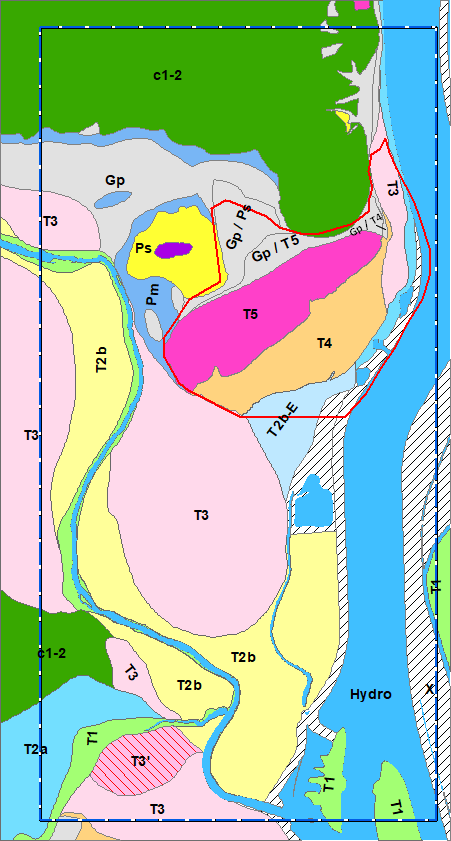 c1-2
Gp
T3
T3
Gp / Ps
Gp / T4
Ps
Gp / T5
Pm
T5
T4
T2b
T2b-E
T3
T3
T1
c1-2
T2b
T3
T2b
X
Hydro
T2a
T1
T3'
T1
T1
T3